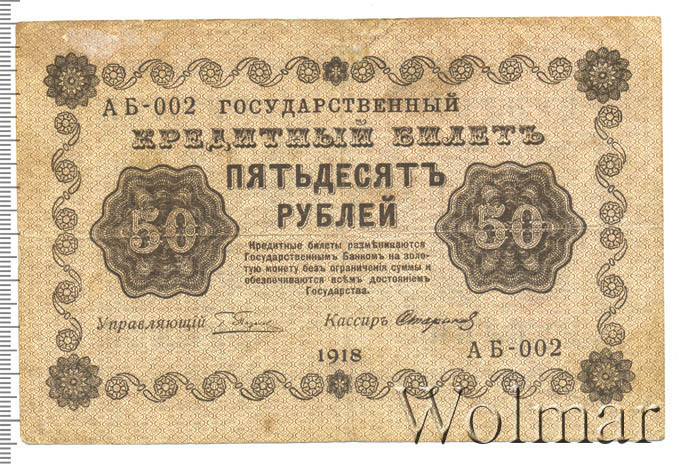 АБ-002 ГОСУДАРСТВЕННЫЙ
КРЕДИТНЫЙ БИЛЕТЪ
ПЯТЬДЕСЯТЪ
РУБЛЕЙ
50
50
Кредитные билеты размѣниваются
Государственнымъ Банкомъ на золо-
тую монету безъ ограниченія суммы и
обезпечиваются всѣмъ достояніемъ
Государства.
Управляющій
Кассиръ
1918
АБ-002
Wolmar